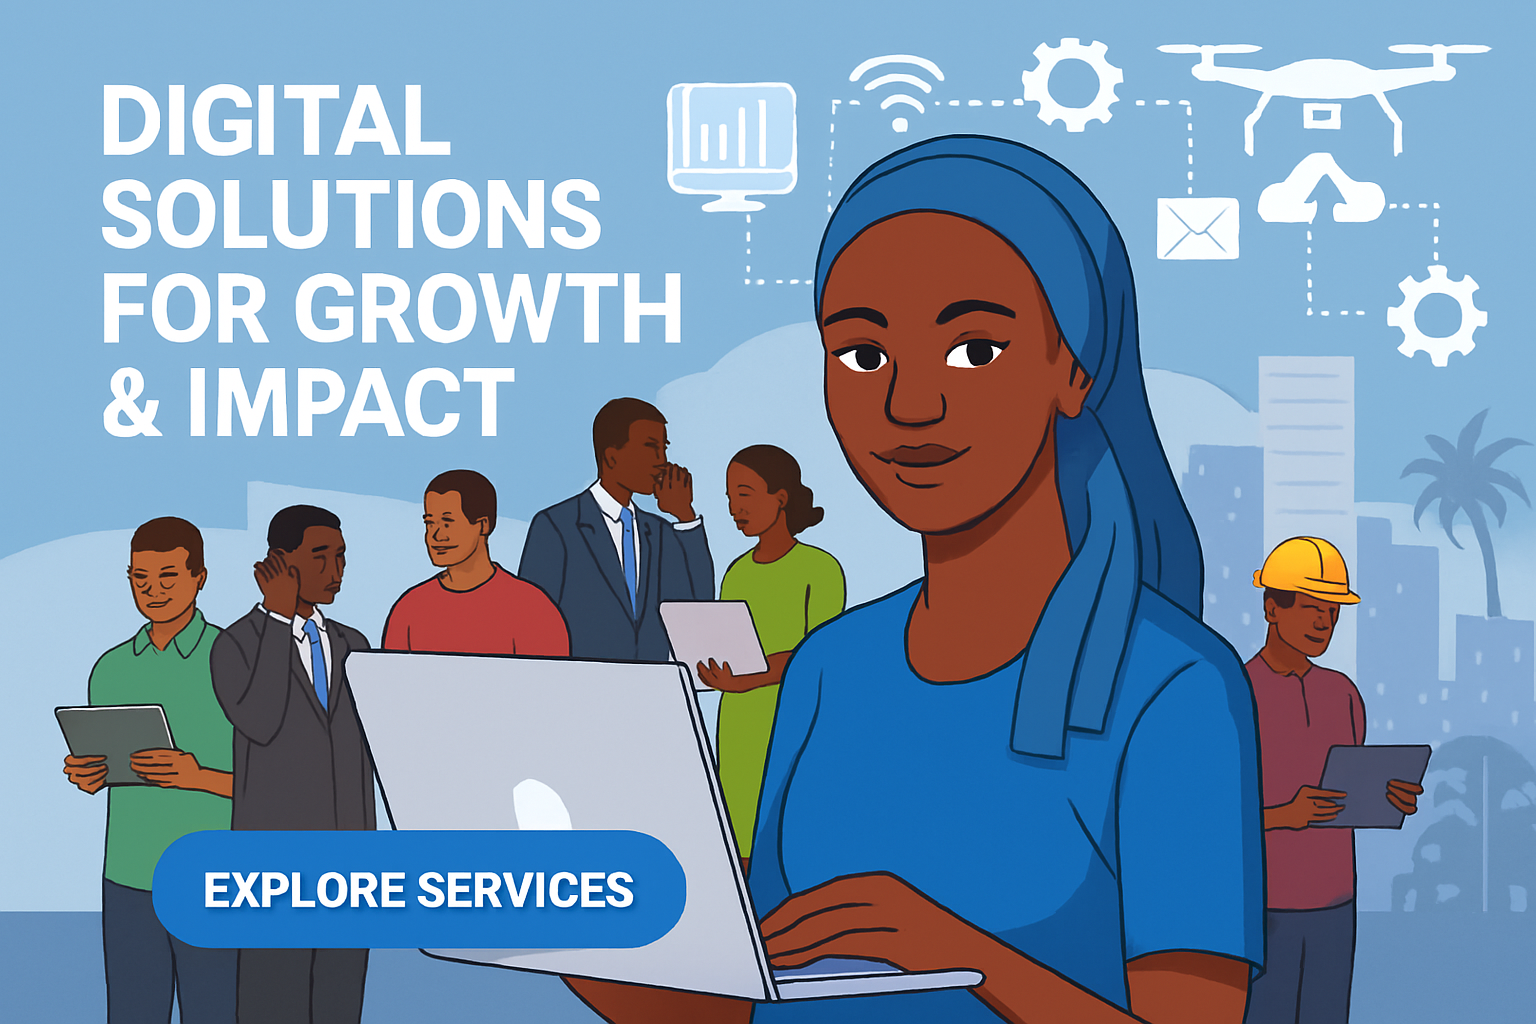 DIGITAL
SOLUTIONS
FOR GROWTH
& IMPACT
EXPLORE SERVICES